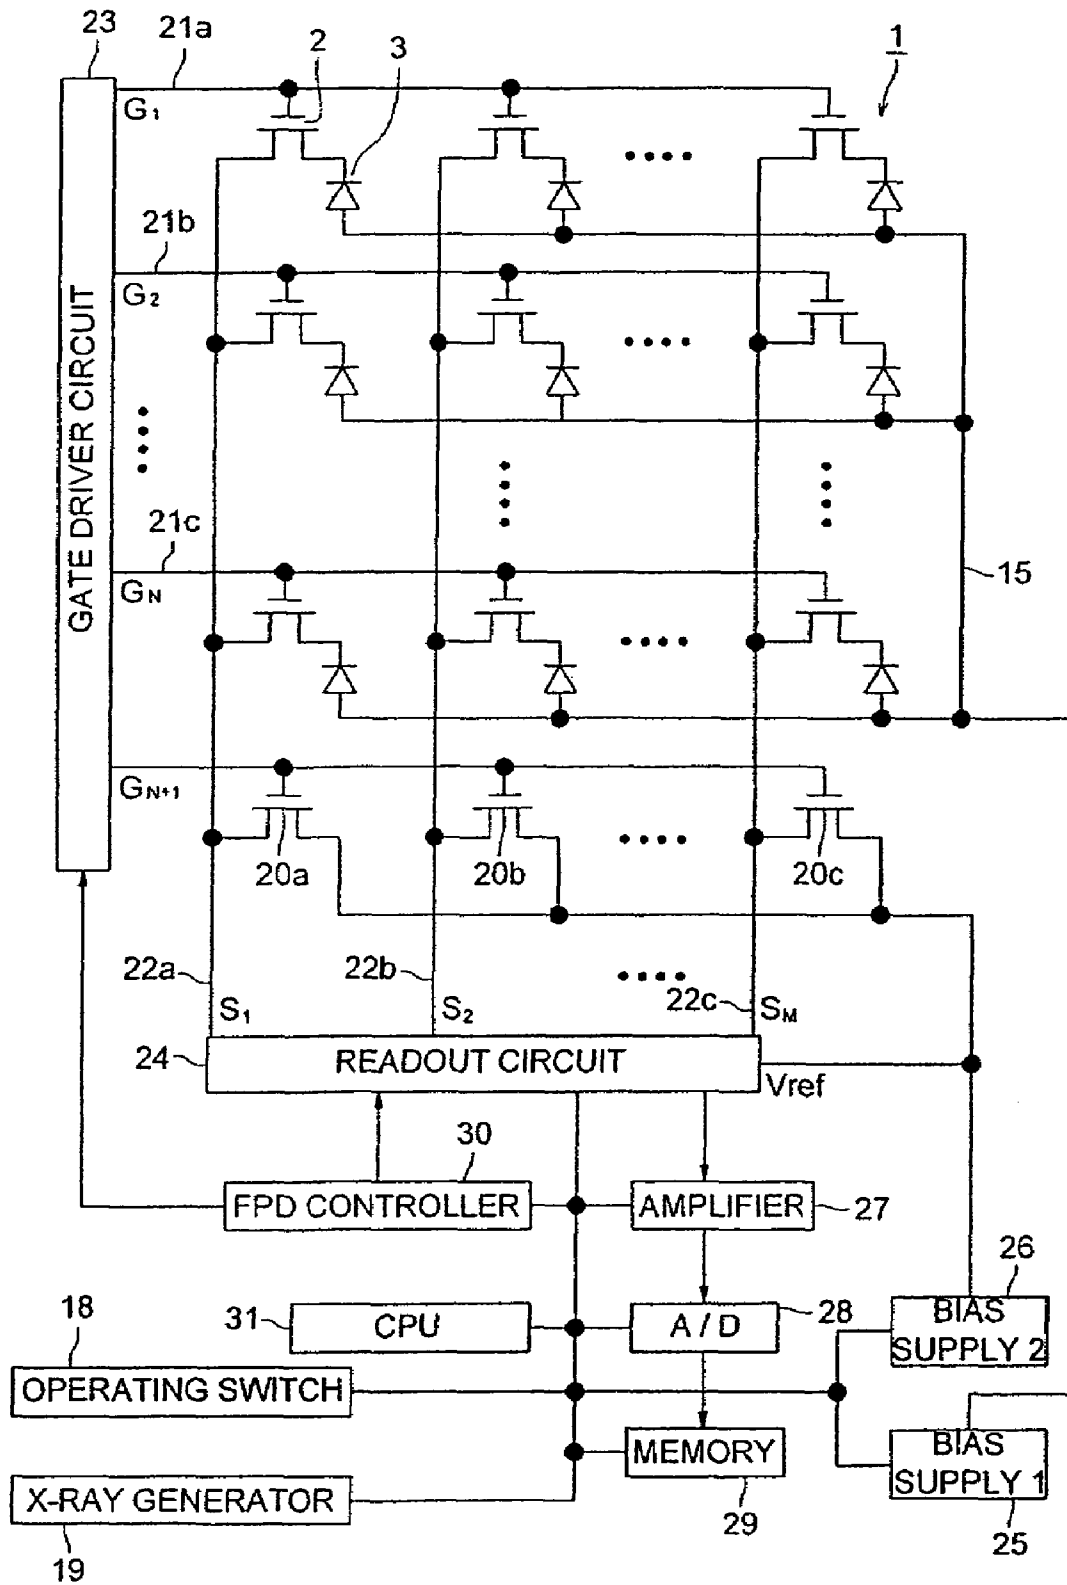 23
21a
2
3
1
G1
21b
G2
GATE DRIVER CIRCUIT
21c
GN
15
GN+1
20a
20b
20c
22a
22b
22c
S1
S2
SM
24
READOUT CIRCUIT
Vref
30
FPD CONTROLLER
AMPLIFIER
27
26
31
CPU
A / D
28
BIAS
SUPPLY 2
18
OPERATING SWITCH
MEMORY
BIAS
SUPPLY 1
X-RAY GENERATOR
29
25
19